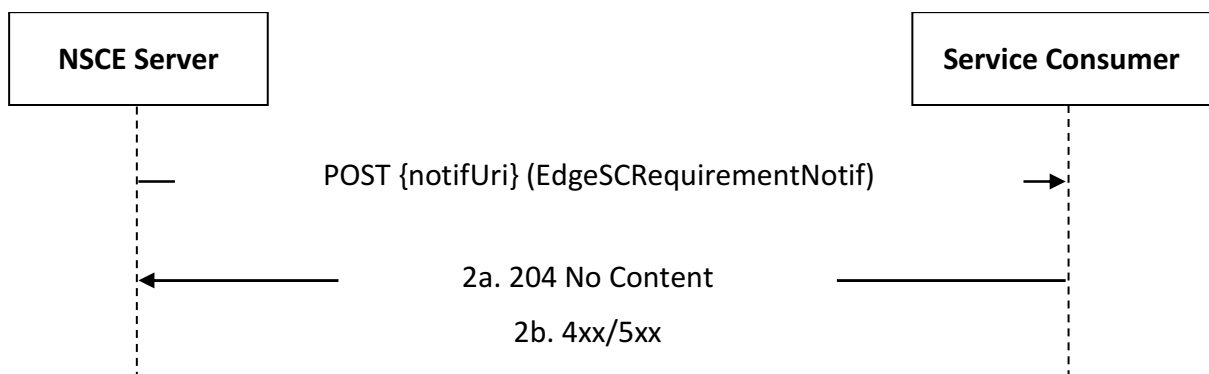 NSCE Server
Service Consumer
POST {notifUri} (EdgeSCRequirementNotif)
2a. 204 No Content
2b. 4xx/5xx